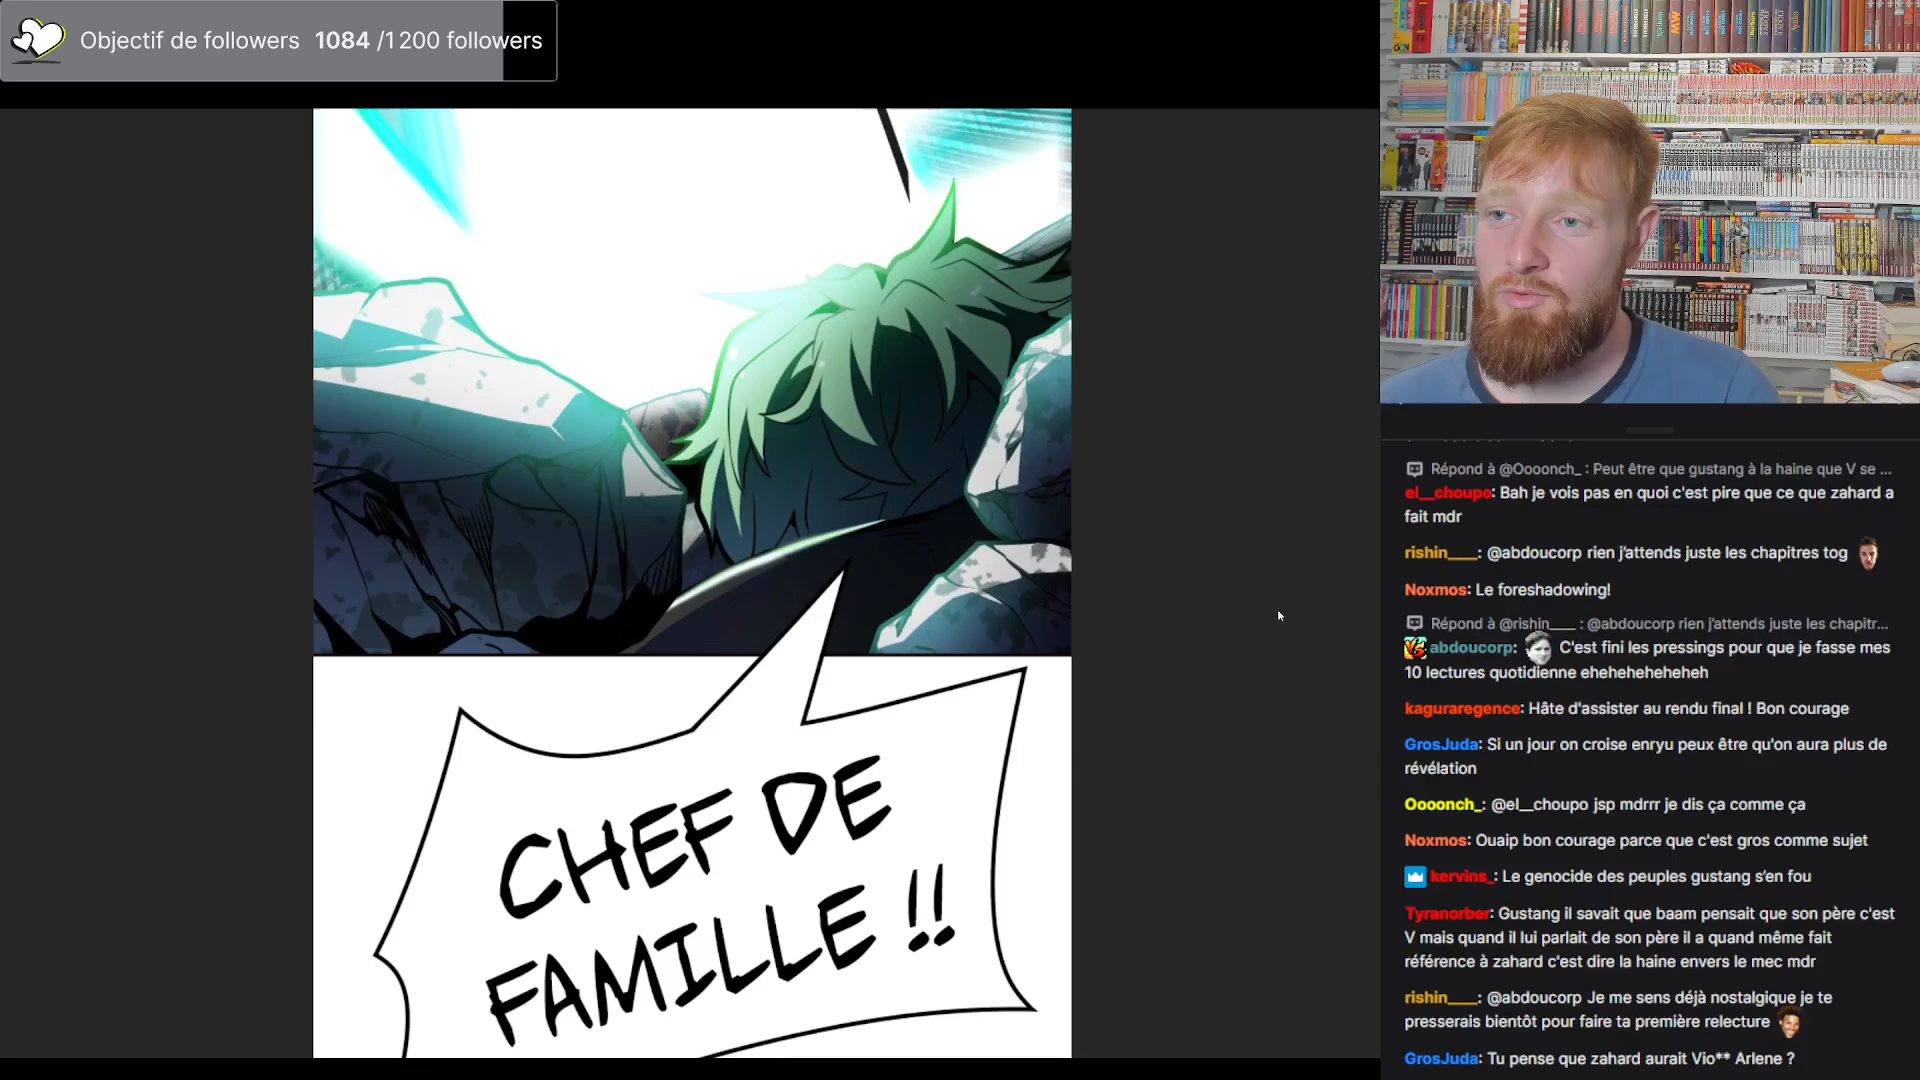 Objectif de followers 1084 /1 200 followers
CHEF DE
FAMILLE !!
Répond à @Oooonch_ : Peut être que gustang à la haine que V se ...
el__choupo: Bah je vois pas en quoi c'est pire que ce que zahard a
fait mdr
rishin____: @abdoucorp rien j'attends juste les chapitres tog
Noxmos: Le foreshadowing!
Répond à @rishin____ : @abdoucorp rien j'attends juste les chapitr...
abdoucorp: C'est fini les pressings pour que je fasse mes
10 lectures quotidienne eheheheheheheh
kaguraregence: Hâte d'assister au rendu final ! Bon courage
GrosJuda: Si un jour on croise enryu peux être qu'on aura plus de
révélation
Oooonch_: @el__choupo jsp mdrrr je dis ça comme ça
Noxmos: Ouaip bon courage parce que c'est gros comme sujet
kervins_: Le genocide des peuples gustang s'en fou
Tyranorber: Gustang il savait que baam pensait que son père c'est
V mais quand il lui parlait de son père il a quand même fait
référence à zahard c'est dire la haine envers le mec mdr
rishin____: @abdoucorp Je me sens déjà nostalgique je te
presserais bientôt pour faire ta première relecture
GrosJuda: Tu pense que zahard aurait Vio** Arlene ?